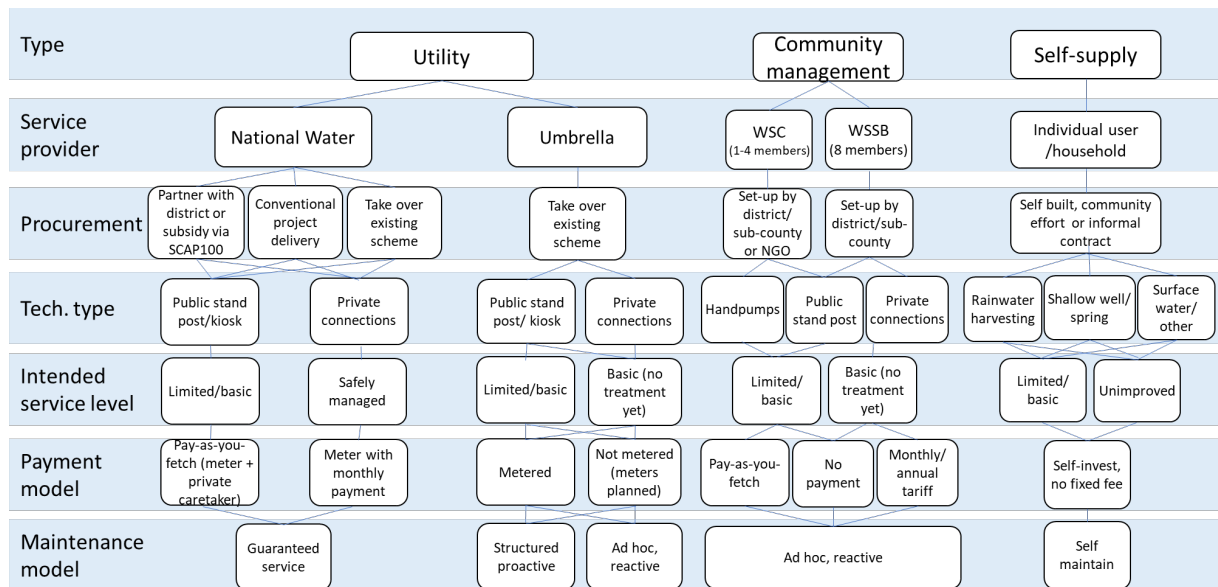 Type
Utility
Community
management
Self-supply
Service
provider
National Water
Umbrella
WSC
(1-4 members)
WSSB
(8 members)
Individual user
/household
Procurement
Partner with
district or
subsidy via
SCAP100
Conventional
project
delivery
Take over
existing
scheme
Take over
existing
scheme
Set-up by
district/
sub-county
or NGO
Set-up by
district/sub-
county
Self built, community
effort or informal
contract
Tech. type
Public stand
post/kiosk
Private
connections
Public stand
post/ kiosk
Private
connections
Handpumps
Public
stand post
Private
connections
Rainwater
harvesting
Shallow well/
spring
Surface
water/
other
Intended
service level
Limited/basic
Safely
managed
Limited/basic
Basic (no
treatment
yet)
Limited/
basic
Basic (no
treatment
yet)
Limited/
basic
Unimproved
Payment
model
Pay-as-you-
fetch (meter +
private
caretaker)
Meter with
monthly
payment
Metered
Not metered
(meters
planned)
Pay-as-you-
fetch
No
payment
Monthly/
annual
tariff
Self-invest,
no fixed fee
Maintenance
model
Guaranteed
service
Structured
proactive
Ad hoc,
reactive
Ad hoc, reactive
Self
maintain